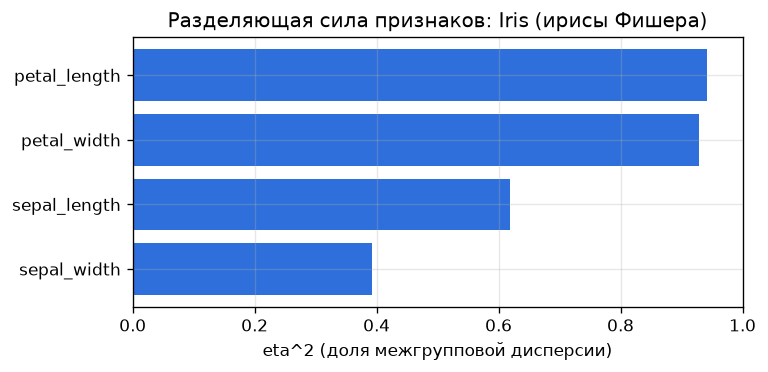 Разделяющая сила признаков: Iris (ирисы Фишера)
petal_length
petal_width
sepal_length
sepal_width
0.0 0.2 0.4 0.6 0.8 1.0
eta^2 (доля межгрупповой дисперсии)